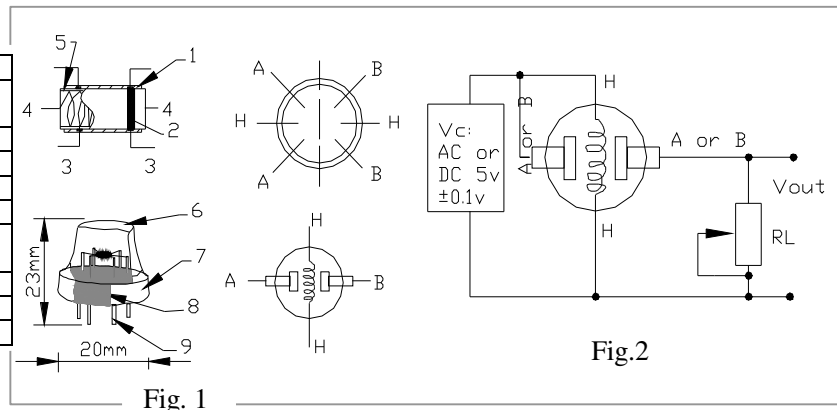 5
1
4
4
2
3
3
A
B
H
H
A
B
6
7
8
9
23mm
20mm
H
A
B
H
Fig. 1
H
Vc:
AC or
DC 5v
±0.1v
A or B
A or B
Vout
RL
H
Fig.2